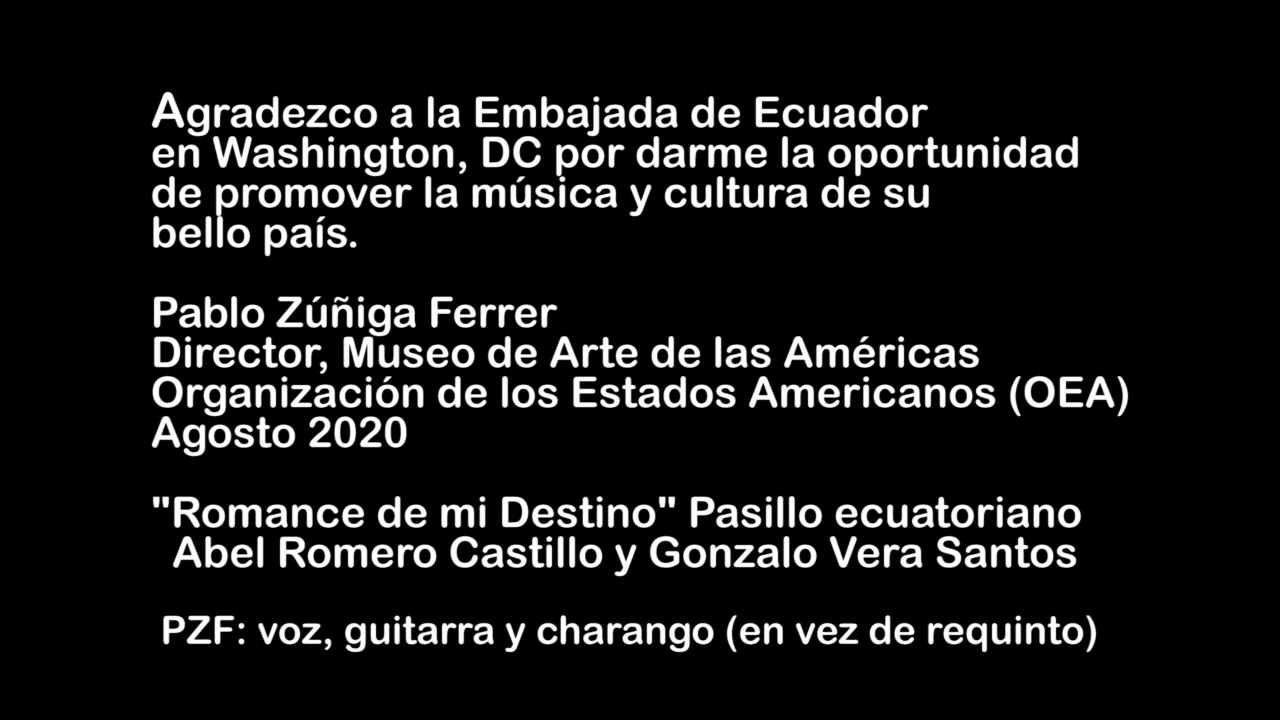 Agradezco a la Embajada de Ecuador
en Washington, DC por darme la oportunidad
de promover la música y cultura de su
bello país.
Pablo Zúñiga Ferrer
Director, Museo de Arte de las Américas
Organización de los Estados Americanos (OEA)
Agosto 2020
"Romance de mi Destino" Pasillo ecuatoriano
Abel Romero Castillo y Gonzalo Vera Santos
PZF: voz, guitarra y charango (en vez de requinto)